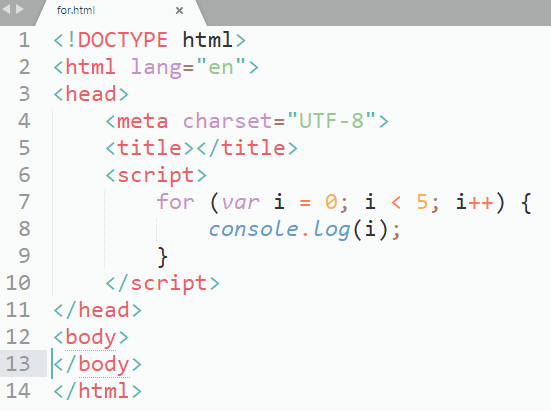 for.html ×
1 <!DOCTYPE html>
2 <html lang="en">
3 <head>
4     <meta charset="UTF-8">
5     <title></title>
6     <script>
7         for (var i = 0; i < 5; i++) {
8             console.log(i);
9         }
10     </script>
11 </head>
12 <body>
13 </body>
14 </html>